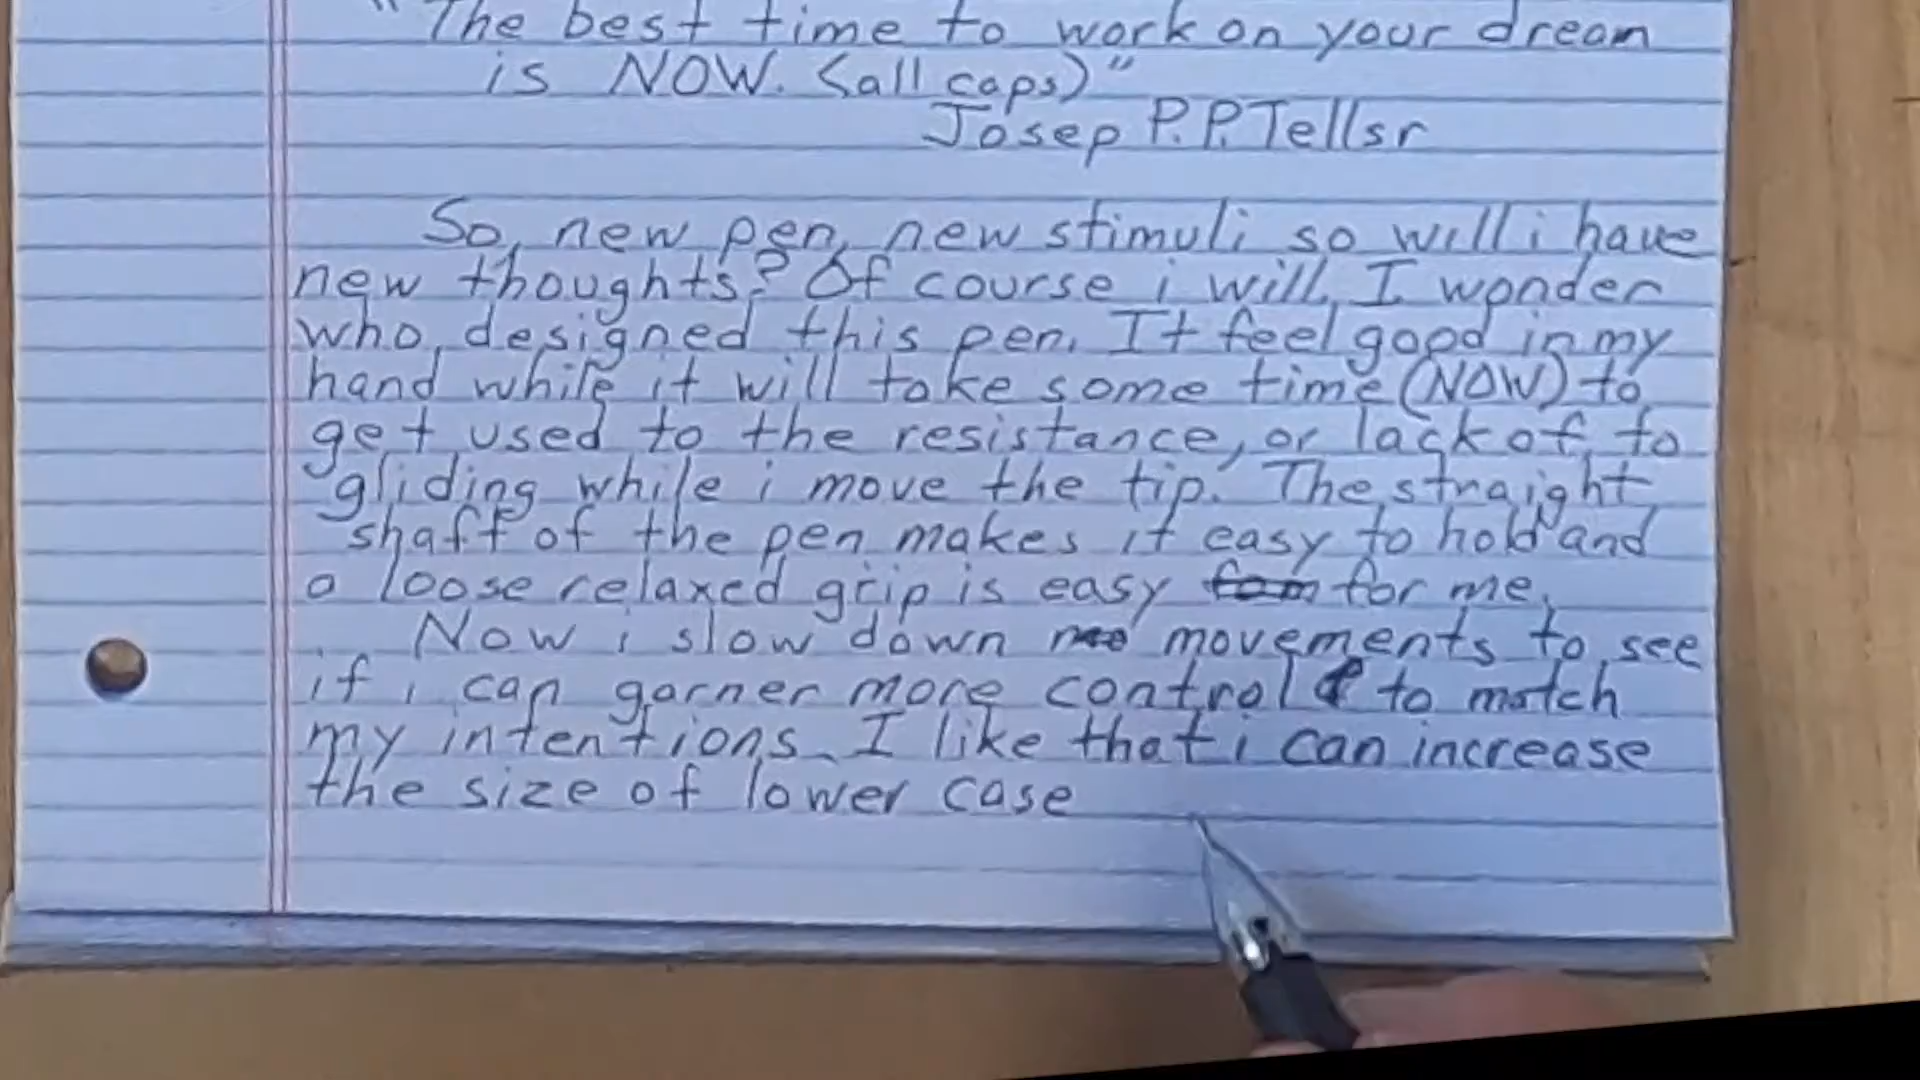 "The best time to work on your dream
is NOW. (all caps)"
Josep P.P. Tellsr
So, new pen, new stimuli so will i have
new thoughts? Of course i will, I wonder
who, designed this pen. It feel good in my
hand while it will take some time (NOW) to
get used to the resistance, or lack of, to
gliding while i move the tip. The straight
shaft of the pen makes it easy to hold and
a loose relaxed grip is easy fom for me.
Now i slow down movements to see
if i can garner more control to match
my intentions. I like that i can increase
the size of lower case